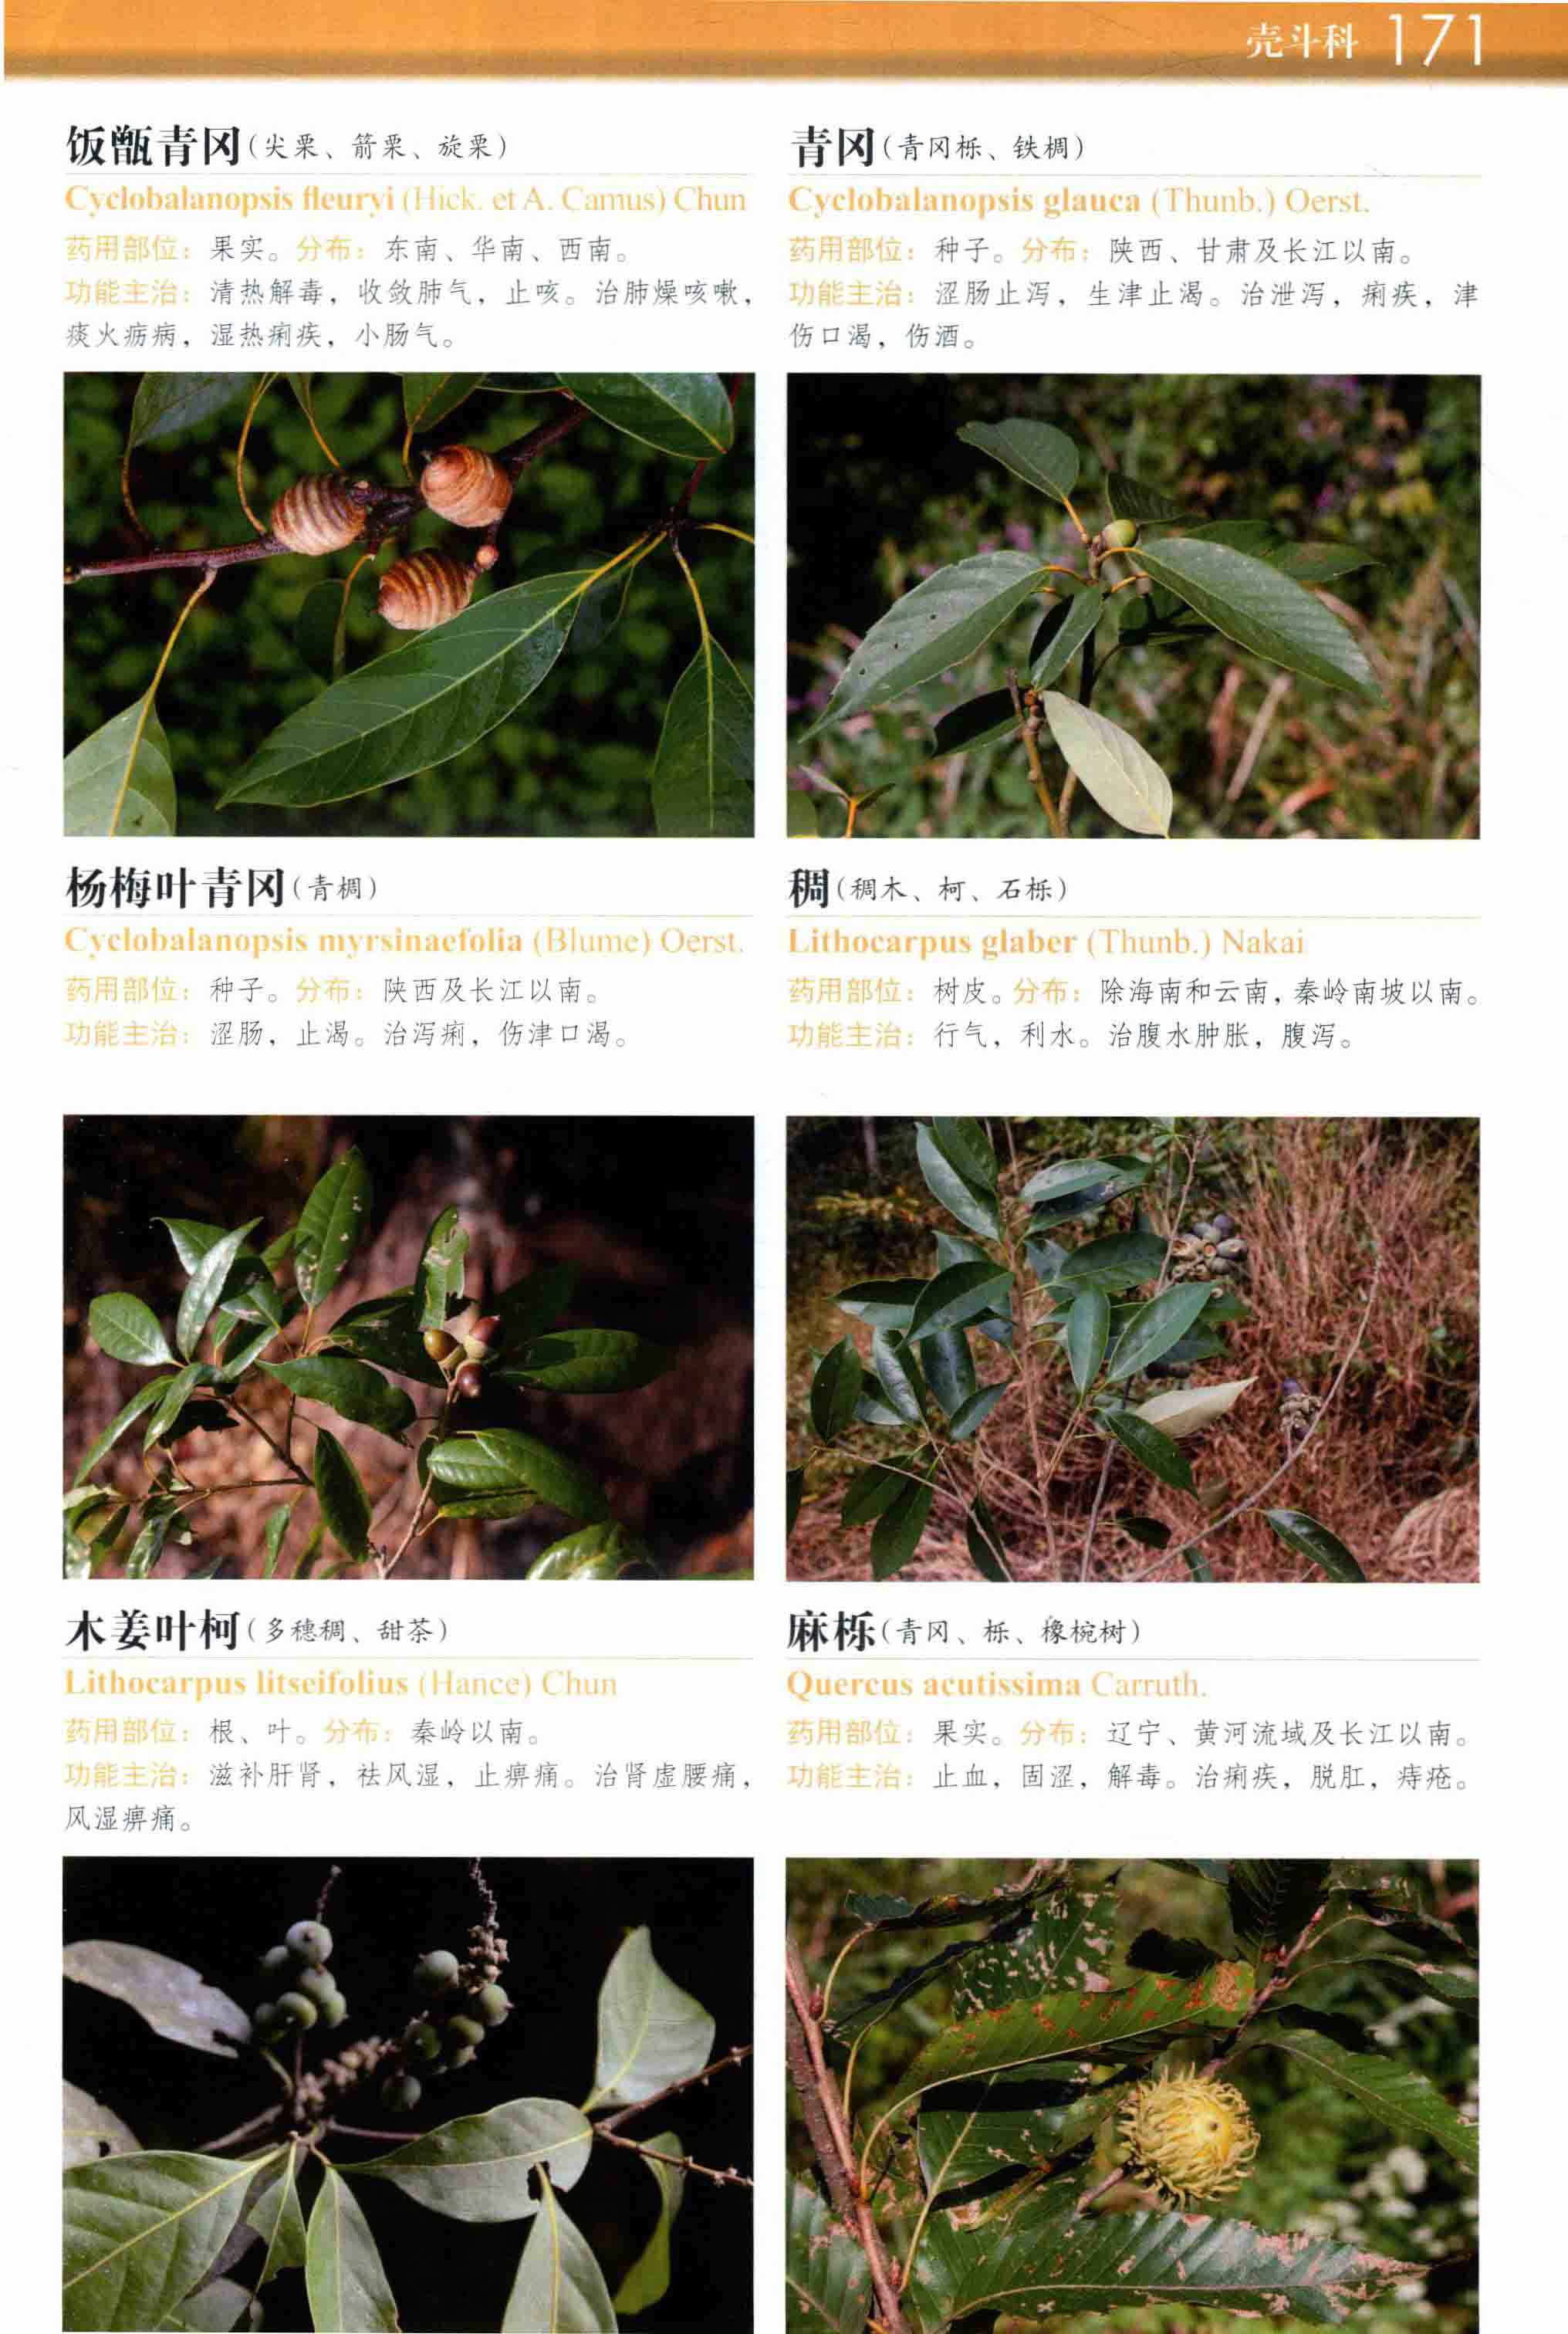 壳斗科 171
饭甑青冈(尖栗、箭栗、旋栗)
Cyclobalanopsis fleuryi (Hick. et A. Camus) Chun
药用部位：果实。分布：东南、华南、西南。
功能主治：清热解毒，收敛肺气，止咳。治肺燥咳嗽，
痰火疬病，湿热痢疾，小肠气。
青冈(青冈栎、铁椆)
Cyclobalanopsis glauca (Thunb.) Oerst.
药用部位：种子。分布：陕西、甘肃及长江以南。
功能主治：涩肠止泻，生津止渴。治泄泻，痢疾，津
伤口渴，伤酒。
杨梅叶青冈(青椆)
Cyclobalanopsis myrsinaefolia (Blume) Oerst.
药用部位：种子。分布：陕西及长江以南。
功能主治：涩肠，止渴。治泻痢，伤津口渴。
稠(稠木、柯、石栎)
Lithocarpus glaber (Thunb.) Nakai
药用部位：树皮。分布：除海南和云南，秦岭南坡以南。
功能主治：行气，利水。治腹水肿胀，腹泻。
木姜叶柯(多穗稠、甜茶)
Lithocarpus litseifolius (Hance) Chun
药用部位：根、叶。分布：秦岭以南。
功能主治：滋补肝肾，祛风湿，止痹痛。治肾虚腰痛，
风湿痹痛。
麻栎(青冈、栎、橡椀树)
Quercus acutissima Carruth.
药用部位：果实。分布：辽宁、黄河流域及长江以南。
功能主治：止血，固涩，解毒。治痢疾，脱肛，痔疮。